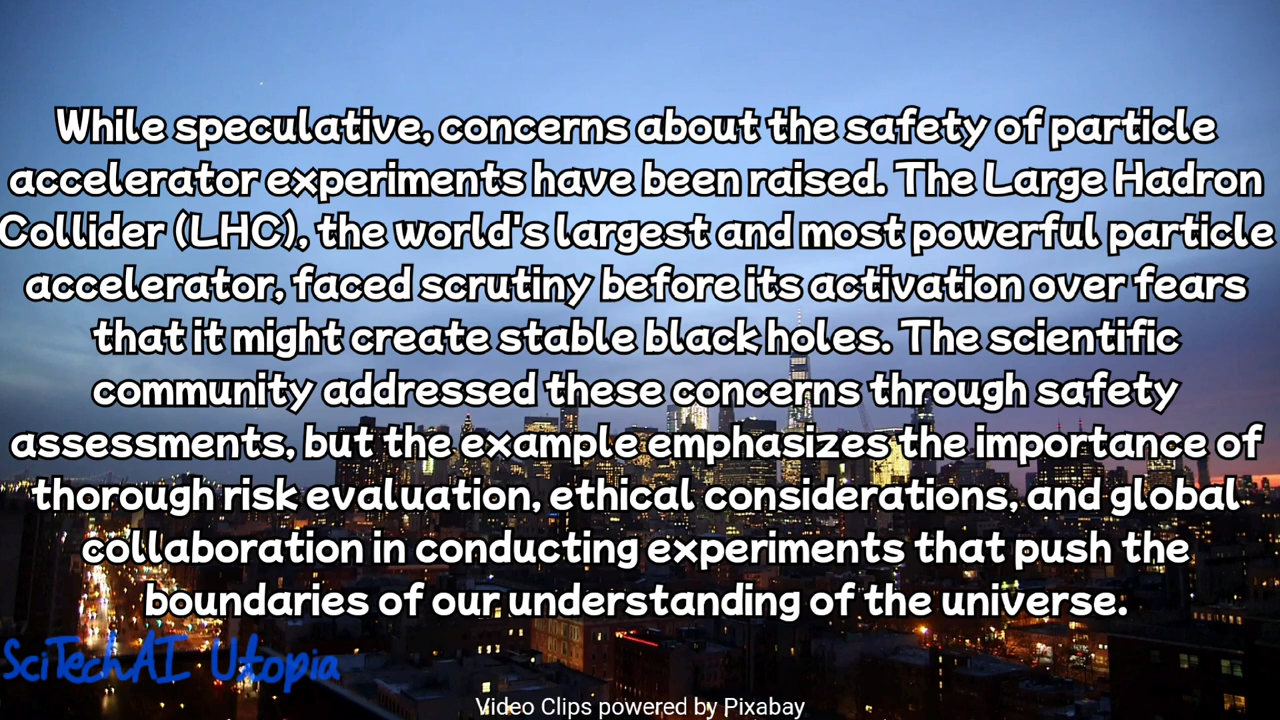 While speculative, concerns about the safety of particle
accelerator experiments have been raised. The Large Hadron
Collider (LHC), the world's largest and most powerful particle
accelerator, faced scrutiny before its activation over fears
that it might create stable black holes. The scientific
community addressed these concerns through safety
assessments, but the example emphasizes the importance of
thorough risk evaluation, ethical considerations, and global
collaboration in conducting experiments that push the
boundaries of our understanding of the universe.
SciTechAI Utopia
Video Clips powered by Pixabay